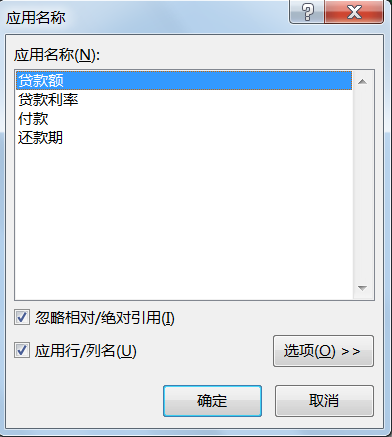 应用名称
应用名称(N):
贷款额
贷款利率
付款
还款期
忽略相对/绝对引用(I)
应用行/列名(U)
选项(O) >>
确定
取消